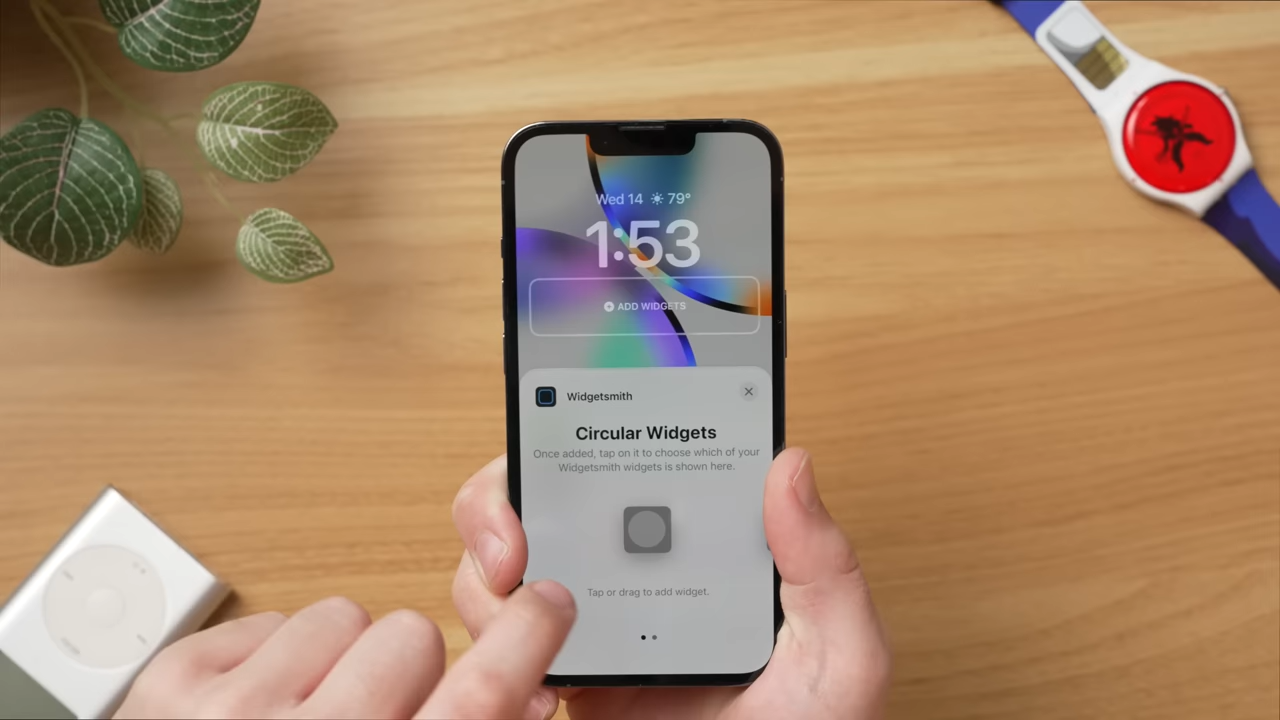 Wed 14 79°
1:53
ADD WIDGETS
Widgetsmith
Circular Widgets
Once added, tap on it to choose which of your
Widgetsmith widgets is shown here.
Tap or drag to add widget.